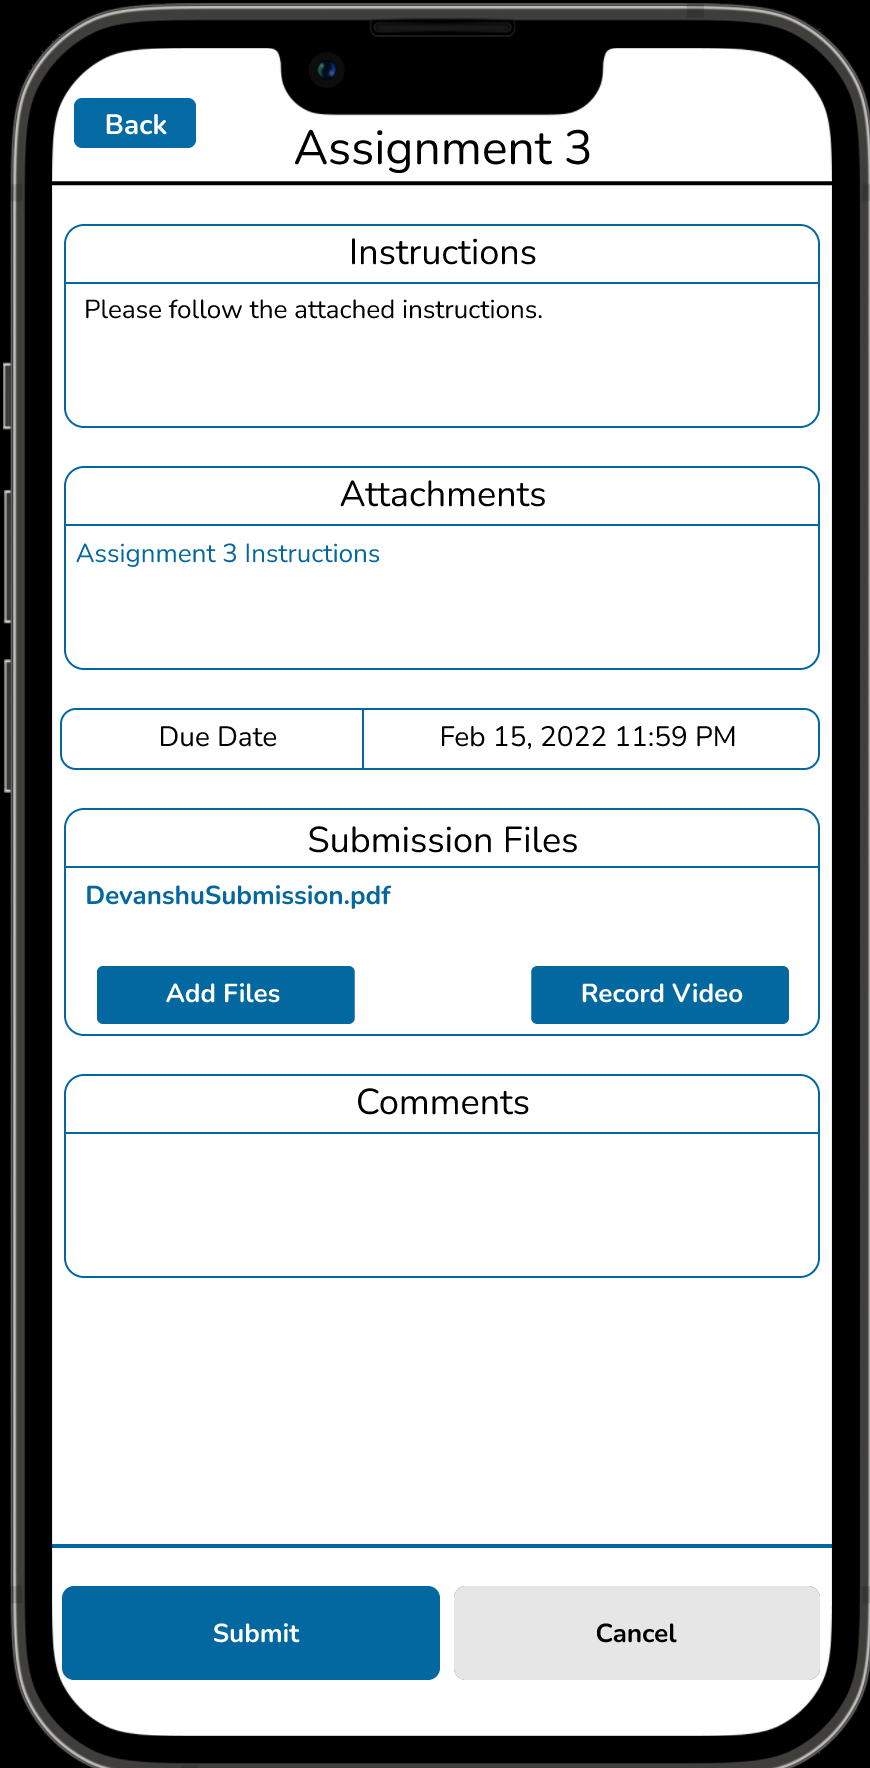 Back
Assignment 3
Instructions
Please follow the attached instructions.
Attachments
Assignment 3 Instructions
Due Date
Feb 15, 2022 11:59 PM
Submission Files
DevanshuSubmission.pdf
Add Files
Record Video
Comments
Submit
Cancel